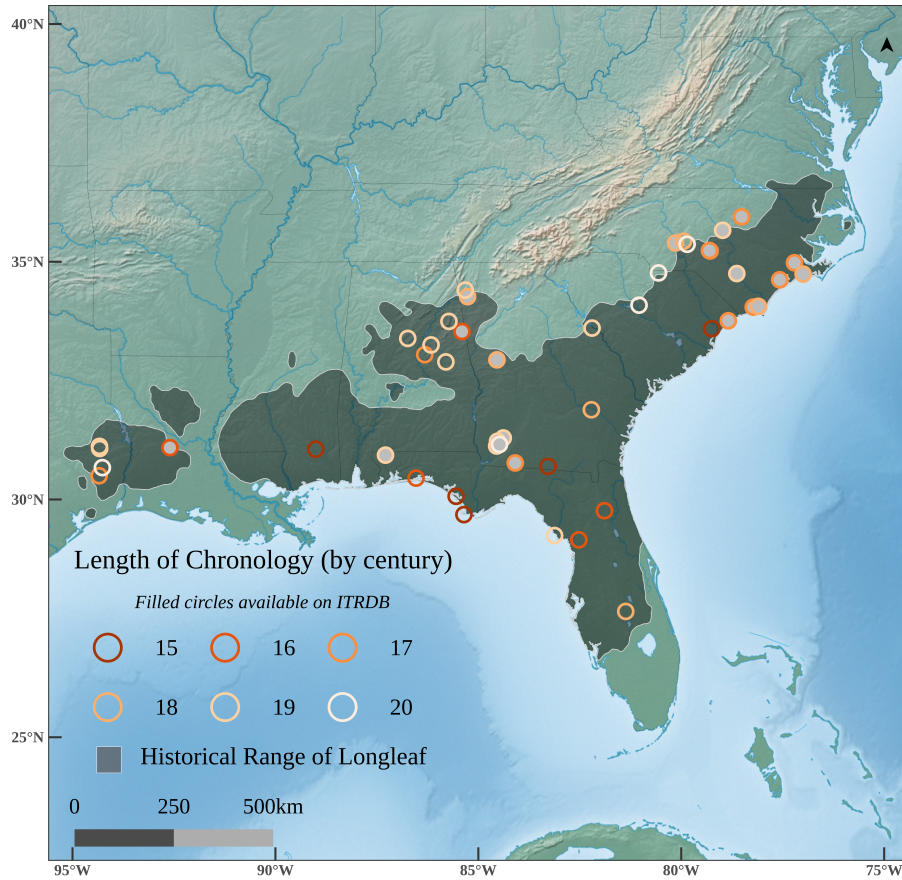 40°N
35°N
30°N
25°N
Length of Chronology (by century)
Filled circles available on ITRDB
15 16 17
18 19 20
Historical Range of Longleaf
0 250 500km
95°W 90°W 85°W 80°W 75°W